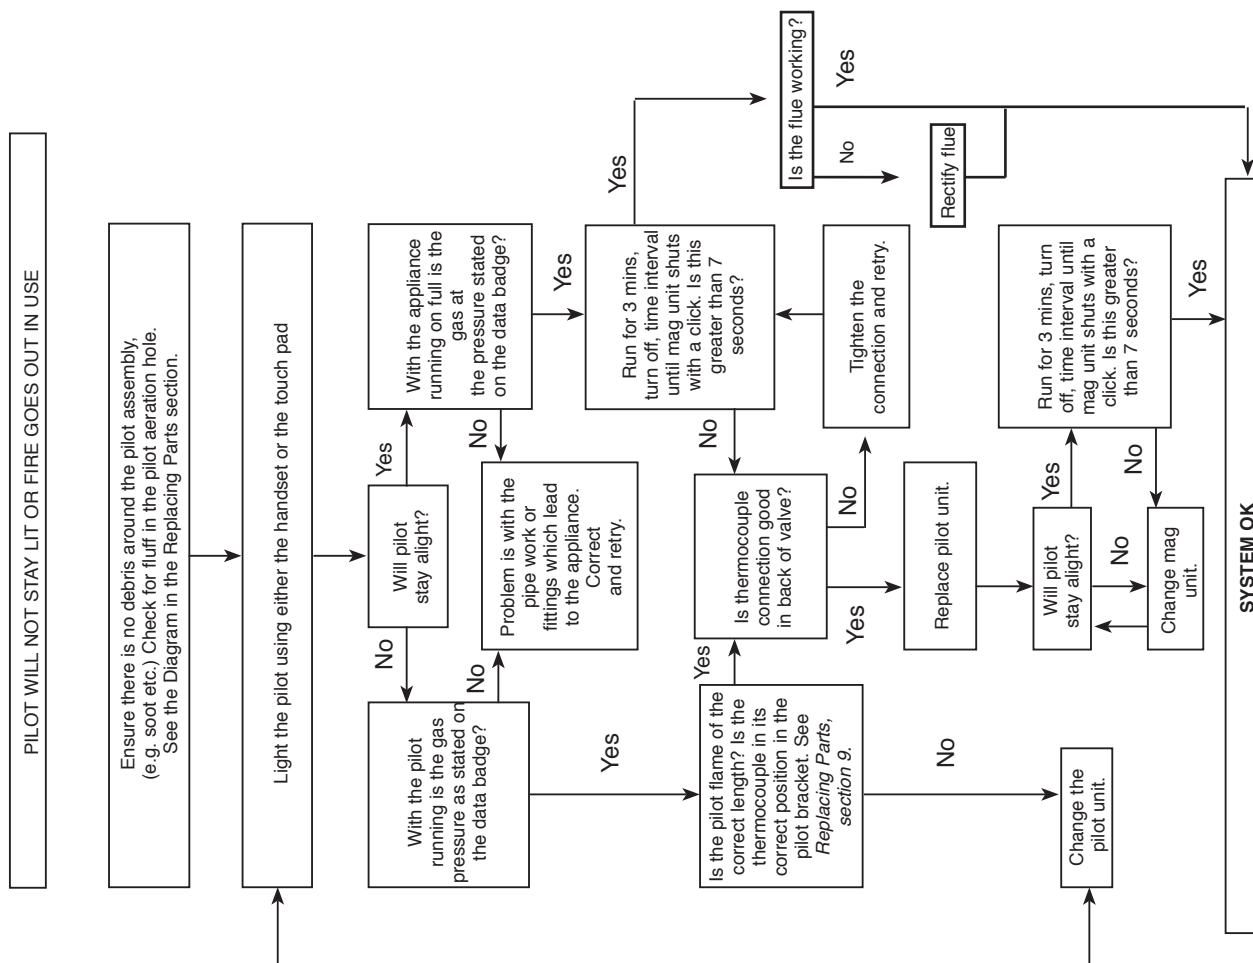 PILOT WILL NOT STAY LIT OR FIRE GOES OUT IN USE
Ensure there is no debris around the pilot assembly,
(e.g. soot etc.) Check for fluff in the pilot aeration hole.
See the Diagram in the Replacing Parts section.
Light the pilot using either the handset or the touch pad
Will pilot
stay alight?
No
Yes
With the pilot
running is the gas
pressure as stated on
the data badge?
With the appliance
running on full is the
gas at
the pressure stated
on the data badge?
No
No
Problem is with the
pipe work or
fittings which lead
to the appliance.
Correct
and retry.
Yes
Yes
Run for 3 mins,
turn off, time interval
until mag unit shuts
with a click. Is this
greater than 7
seconds?
Yes
Is the flue working?
Yes
No
Rectify flue
No
Is the pilot flame of the
correct length? Is the
thermocouple in its
correct position in the
pilot bracket. See
Replacing Parts,
section 9.
Yes
Is thermocouple
connection good
in back of valve?
No
Tighten the
connection and retry.
Yes
Replace pilot unit.
No
Change the
pilot unit.
Will pilot
stay alight?
Yes
No
Change mag
unit.
Run for 3 mins, turn
off, time interval until
mag unit shuts with a
click. Is this greater
than 7 seconds?
No
Yes
SYSTEM OK